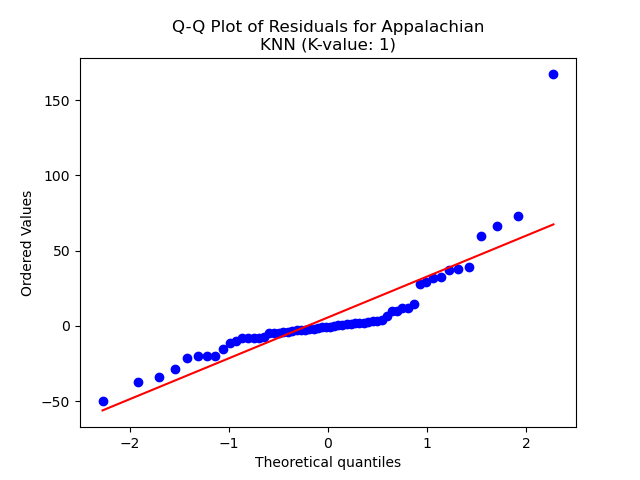 Q-Q Plot of Residuals for Appalachian
KNN (K-value: 1)
150
100
50
0
−50
Ordered Values
−2
−1
0
1
2
Theoretical quantiles